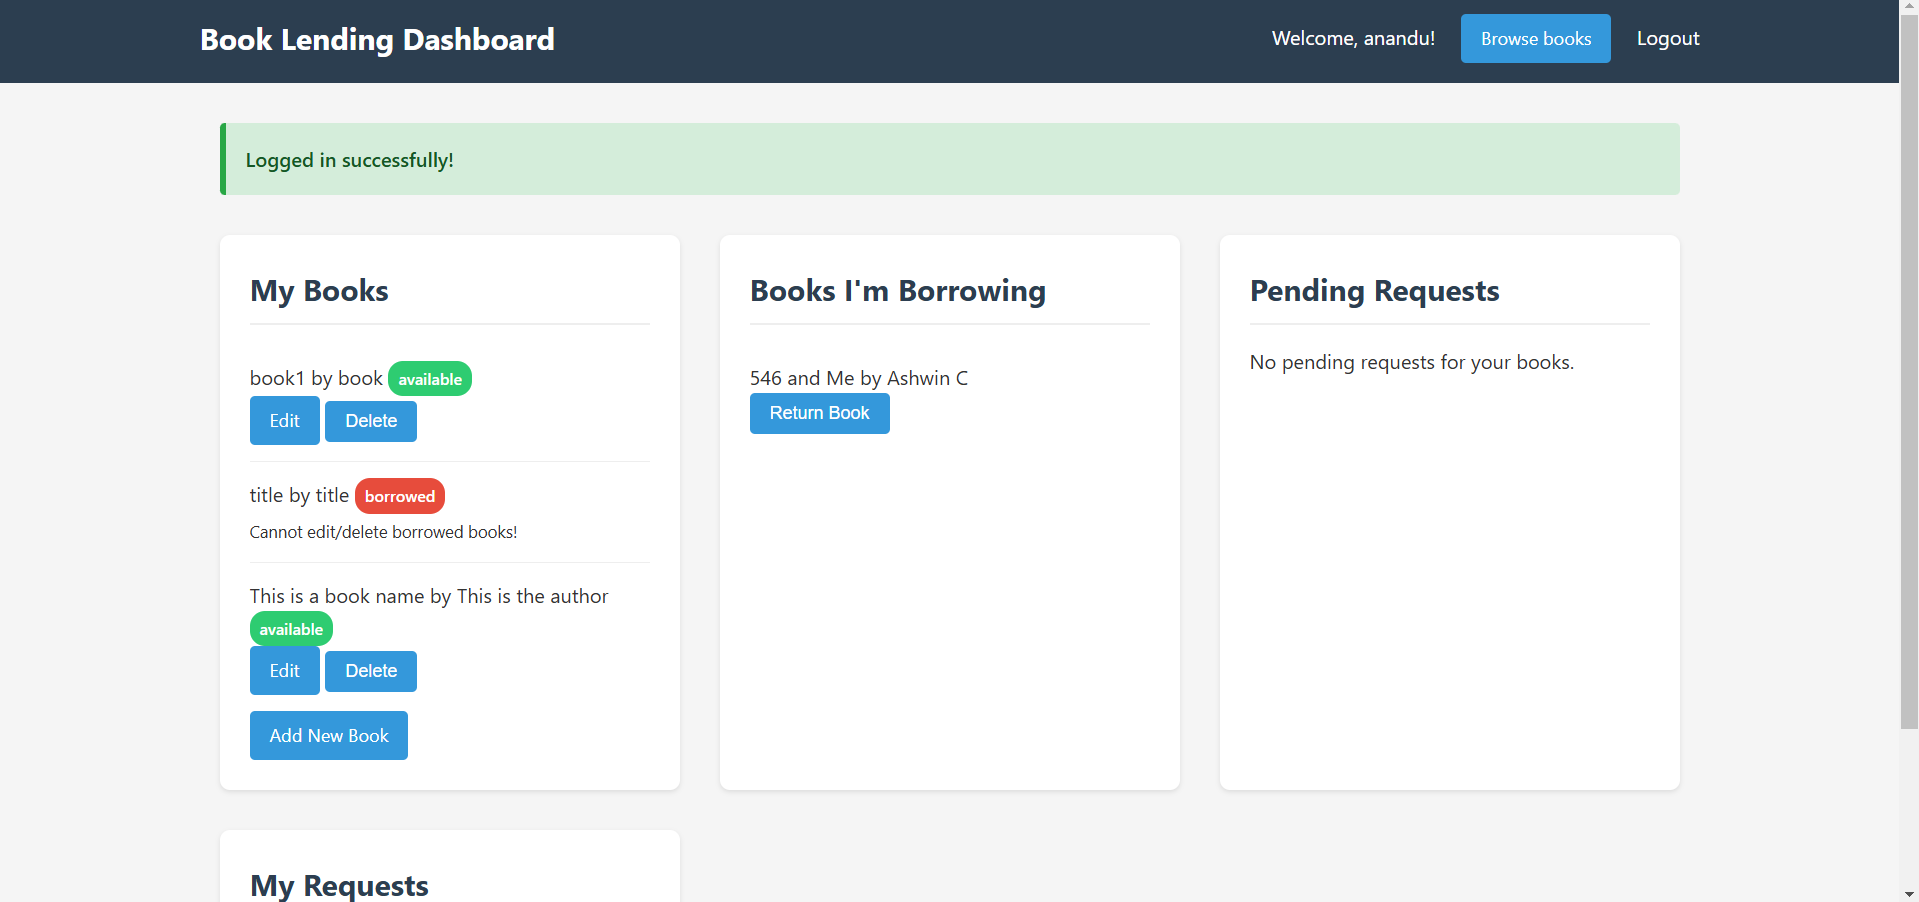 Book Lending Dashboard
Welcome, anandu!
Browse books
Logout
Logged in successfully!
My Books
book1 by book available
Edit Delete
title by title borrowed
Cannot edit/delete borrowed books!
This is a book name by This is the author
available
Edit Delete
Add New Book
Books I'm Borrowing
546 and Me by Ashwin C
Return Book
Pending Requests
No pending requests for your books.
My Requests